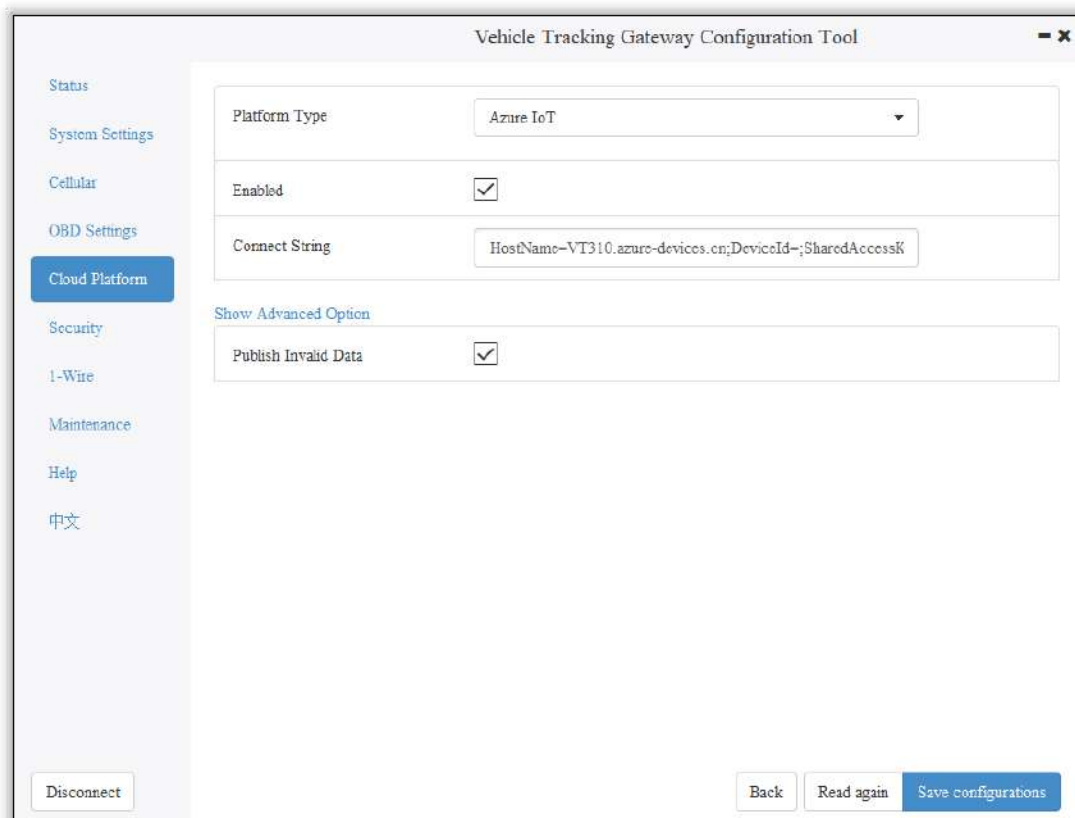 Vehicle Tracking Gateway Configuration Tool
Status
System Settings
Cellular
OBD Settings
Cloud Platform
Security
1-Wire
Maintenance
Help
中文
Platform Type
Azure IoT
Enabled
Connect String
HostName=VT310.azure-devices.cn;DeviceId=;SharedAccessK
Show Advanced Option
Publish Invalid Data
Disconnect
Back
Read again
Save configurations